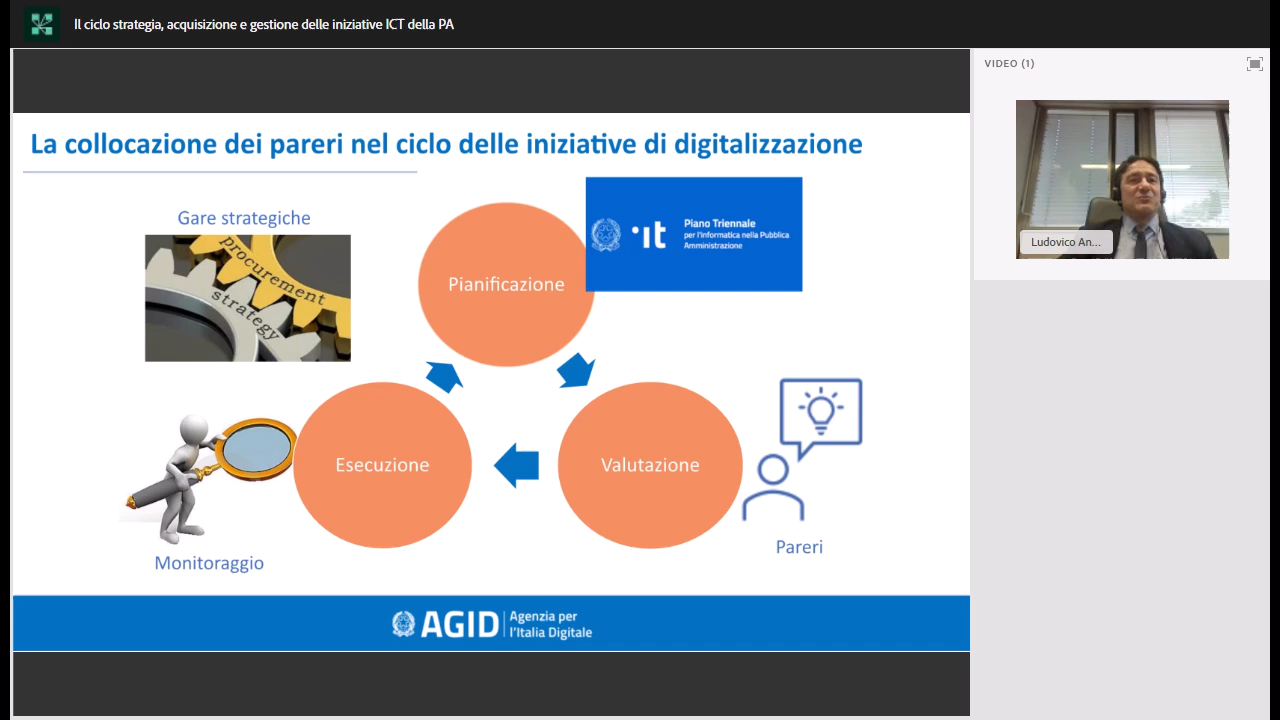 Il ciclo strategia, acquisizione e gestione delle iniziative ICT della PA
VIDEO (1)
Ludovico An...
La collocazione dei pareri nel ciclo delle iniziative di digitalizzazione
Gare strategiche
procurement
strategy
Pianificazione
.it
Piano Triennale
per l'informatica nella Pubblica
Amministrazione
Esecuzione
Valutazione
Monitoraggio
Pareri
AGID
Agenzia per
l'Italia Digitale